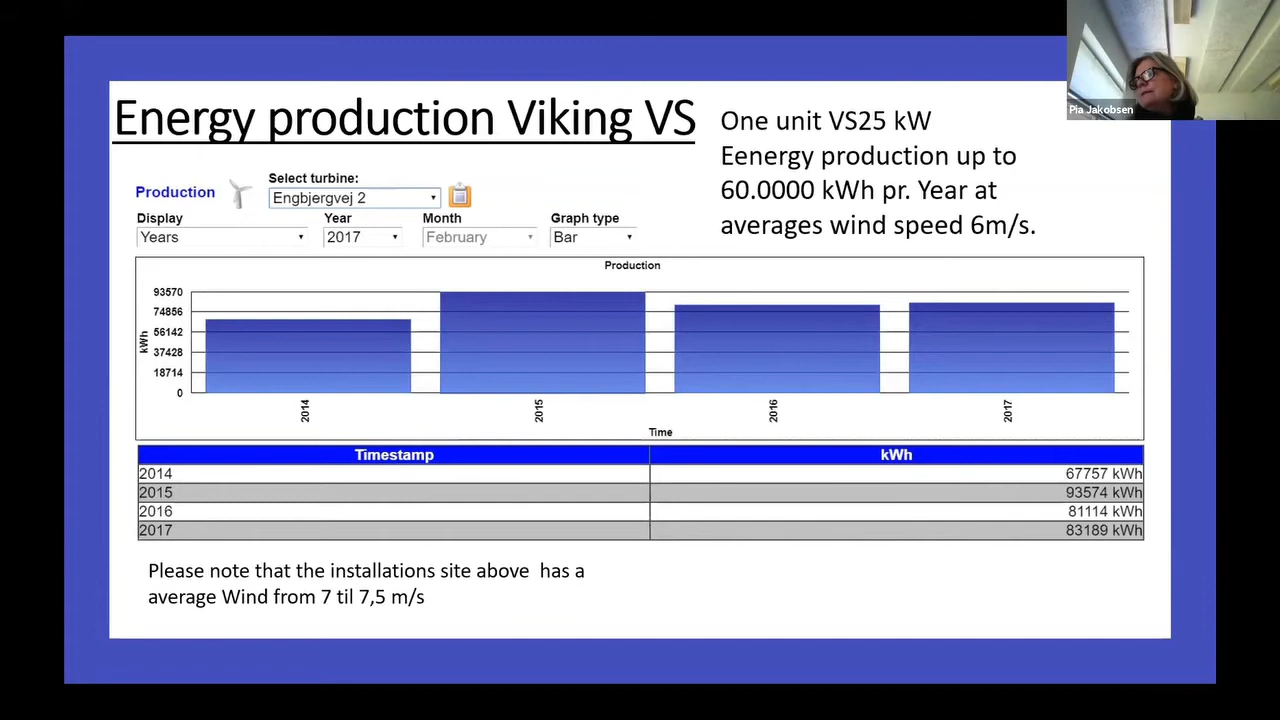 Energy production Viking VS
One unit VS25 kW
Eenergy production up to
60.0000 kWh pr. Year at
averages wind speed 6m/s.
Pia Jakobsen
Production
Select turbine:
Engbjergvej 2
Display
Year
Month
Graph type
Years
2017
February
Bar
Production
93570
74856
56142
37428
18714
0
kWh
2014
2015
2016
2017
Time
Timestamp kWh
2014 67757 kWh
2015 93574 kWh
2016 81114 kWh
2017 83189 kWh
Please note that the installations site above has a
average Wind from 7 til 7,5 m/s